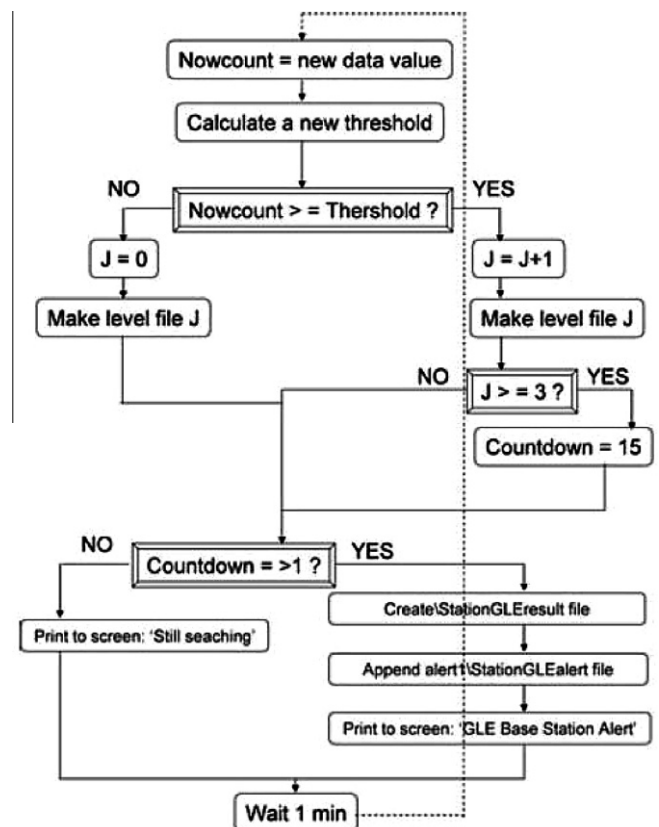 Nowcount = new data value
Calculate a new threshold
NO
YES
Nowcount > = Thershold ?
J = 0
J = J+1
Make level file J
Make level file J
NO
YES
J > = 3 ?
Countdown = 15
NO
YES
Countdown = >1 ?
Create\StationGLEresult file
Print to screen: 'Still seaching'
Append alert1\StationGLEalert file
Print to screen: 'GLE Base Station Alert'
Wait 1 min